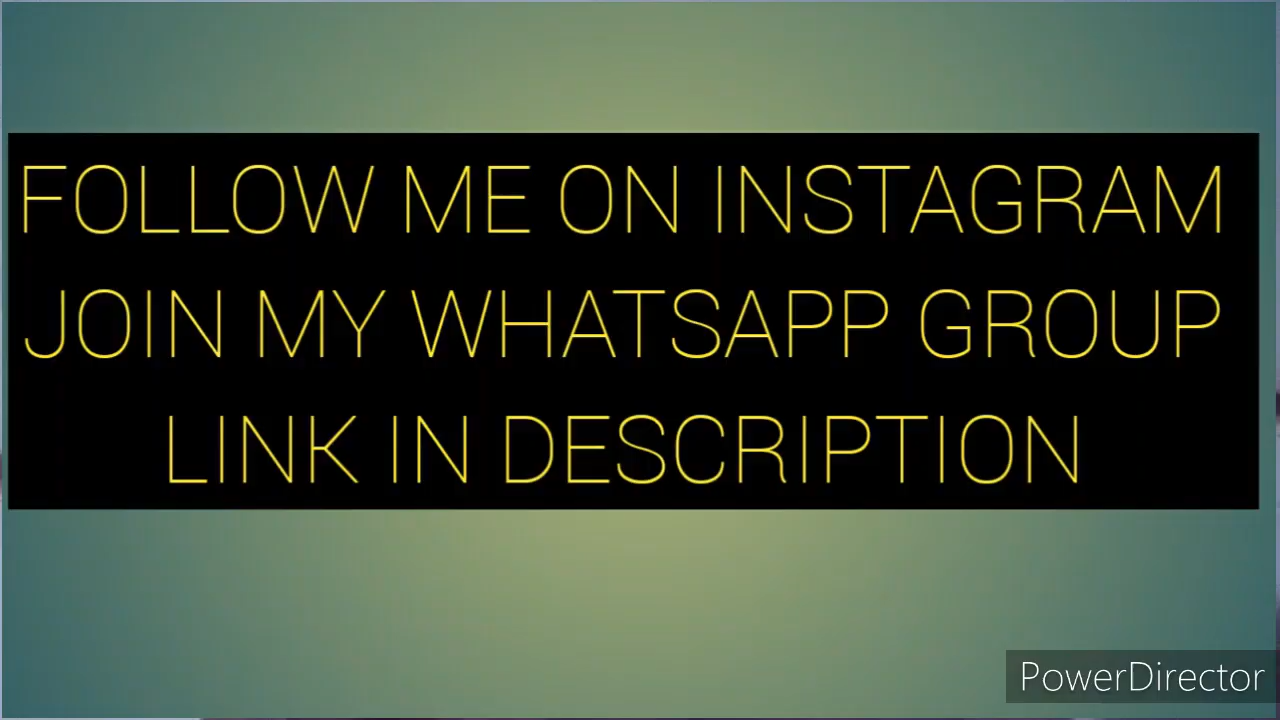 FOLLOW ME ON INSTAGRAM
JOIN MY WHATSAPP GROUP
LINK IN DESCRIPTION
PowerDirector